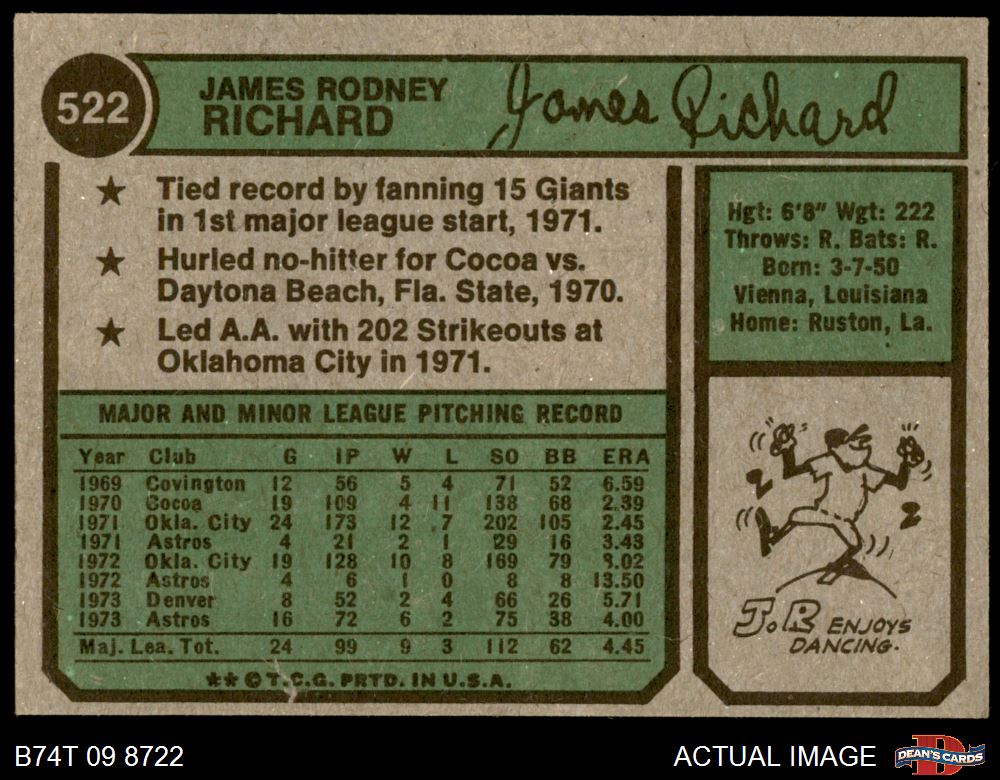 522
JAMES RODNEY
RICHARD
James Richard
★ Tied record by fanning 15 Giants
in 1st major league start, 1971.
★ Hurled no-hitter for Cocoa vs.
Daytona Beach, Fla. State, 1970.
★ Led A.A. with 202 Strikeouts at
Oklahoma City in 1971.
Hgt: 6'8" Wgt: 222
Throws: R. Bats: R.
Born: 3-7-50
Vienna, Louisiana
Home: Ruston, La.
MAJOR AND MINOR LEAGUE PITCHING RECORD
Year Club G IP W L SO BB ERA
1969 Covington 12 56 5 4 71 52 6.59
1970 Cocoa 19 109 4 11 138 68 2.39
1971 Okla. City 24 173 12 7 202 105 2.45
1971 Astros 4 21 2 1 29 16 3.43
1972 Okla. City 19 128 10 8 169 79 3.02
1972 Astros 4 6 1 0 8 8 13.50
1973 Denver 8 52 2 4 66 26 5.71
1973 Astros 16 72 6 2 75 38 4.00
Maj. Lea. Tot. 24 99 9 3 112 62 4.45
★★ © T.C.G. PRTD. IN U.S.A.
J.R ENJOYS
DANCING.
B74T 09 8722
ACTUAL IMAGE
DEAN'S CARDS